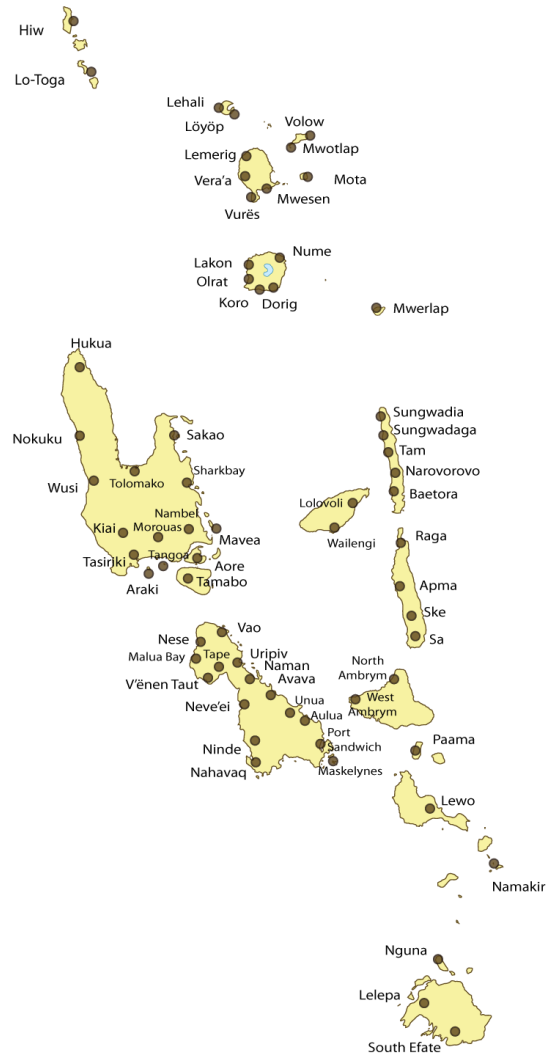 Hiw
Lo-Toga
Lehali
Löyöp
Volow
Mwotlap
Lemerig
Vera'a
Mota
Mwesen
Vurës
Nume
Lakon
Olrat
Koro
Dorig
Mwerlap
Hukua
Nokuku
Sakao
Wusi
Tolomako
Sharkbay
Nambel
Kiai
Morouas
Mavea
Tasiriki
Tangoa
Aore
Araki
Tamabo
Sungwadia
Sungwadaga
Tam
Narovorovo
Lolovoli
Baetora
Wailengi
Raga
Apma
Ske
Sa
Vao
Nese
Malua Bay
Tape
Uripiv
Naman
V'ënen Taut
Avava
Neve'ei
Unua
Aulua
Port
Sandwich
Ninde
Nahavaq
Maskelynes
North
Ambrym
West
Ambrym
Paama
Lewo
Namakir
Nguna
Lelepa
South Efate